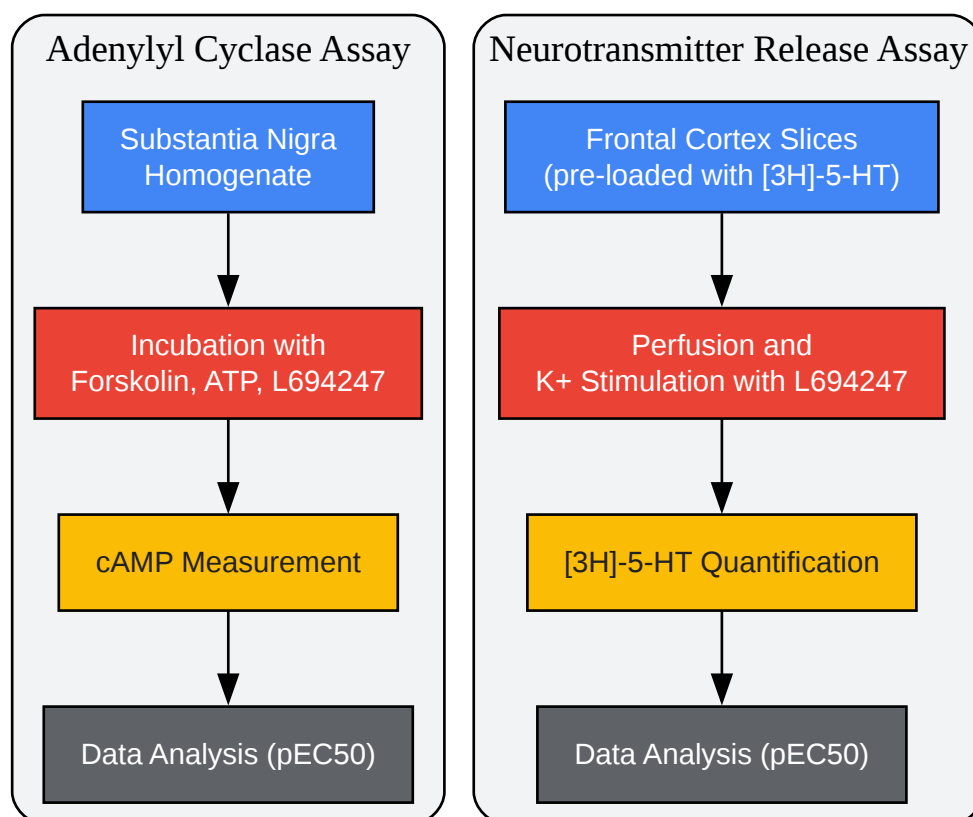 Adenylyl Cyclase Assay
Substantia Nigra
Homogenate
Incubation with
Forskolin, ATP, L694247
cAMP Measurement
Data Analysis (pEC50)
Neurotransmitter Release Assay
Frontal Cortex Slices
(pre-loaded with [3H]-5-HT)
Perfusion and
K+ Stimulation with L694247
[3H]-5-HT Quantification
Data Analysis (pEC50)